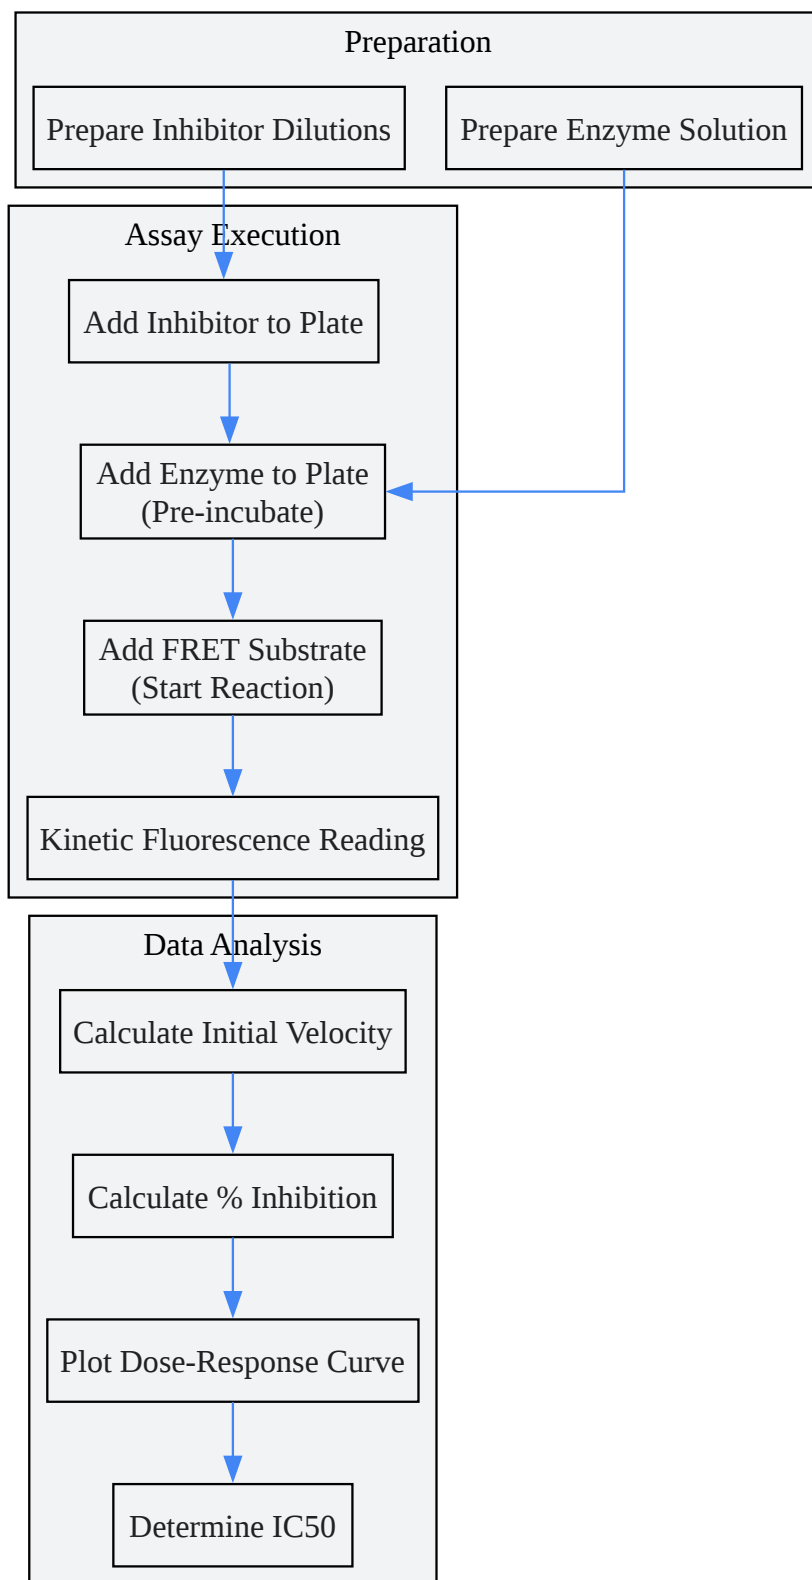 Preparation
Prepare Inhibitor Dilutions
Prepare Enzyme Solution
Assay Execution
Add Inhibitor to Plate
Add Enzyme to Plate
(Pre-incubate)
Add FRET Substrate
(Start Reaction)
Kinetic Fluorescence Reading
Data Analysis
Calculate Initial Velocity
Calculate % Inhibition
Plot Dose-Response Curve
Determine IC50